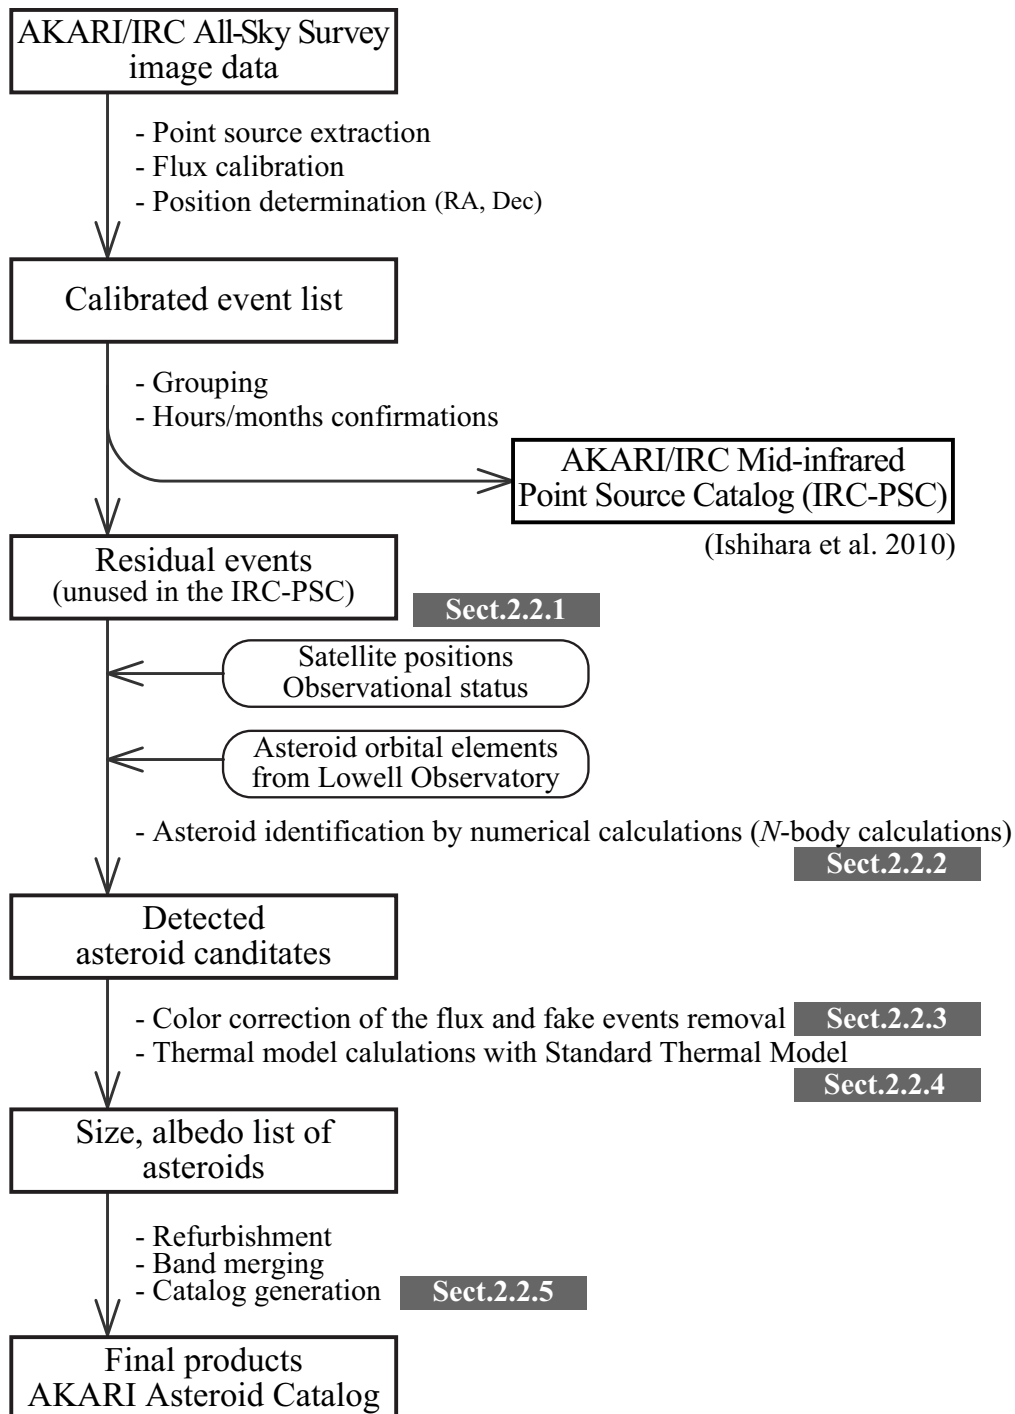 AKARI/IRC All-Sky Survey
image data
- Point source extraction
- Flux calibration
- Position determination (RA, Dec)
Calibrated event list
- Grouping
- Hours/months confirmations
AKARI/IRC Mid-infrared
Point Source Catalog (IRC-PSC)
(Ishihara et al. 2010)
Residual events
(unused in the IRC-PSC)
Sect.2.2.1
Satellite positions
Observational status
Asteroid orbital elements
from Lowell Observatory
- Asteroid identification by numerical calculations (N-body calculations)
Sect.2.2.2
Detected
asteroid canditates
- Color correction of the flux and fake events removal Sect.2.2.3
- Thermal model calulations with Standard Thermal Model
Sect.2.2.4
Size, albedo list of
asteroids
- Refurbishment
- Band merging
- Catalog generation Sect.2.2.5
Final products
AKARI Asteroid Catalog